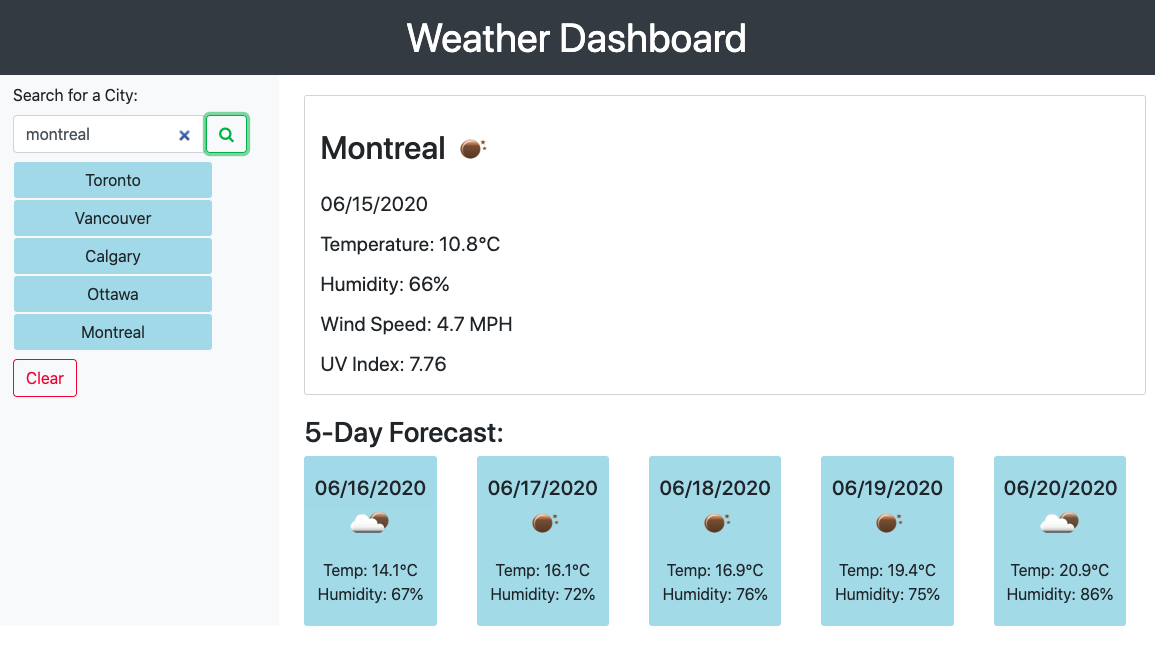 Weather Dashboard
Search for a City:
montreal
Toronto
Vancouver
Calgary
Ottawa
Montreal
Clear
Montreal
06/15/2020
Temperature: 10.8°C
Humidity: 66%
Wind Speed: 4.7 MPH
UV Index: 7.76
5-Day Forecast:
06/16/2020
Temp: 14.1°C
Humidity: 67%
06/17/2020
Temp: 16.1°C
Humidity: 72%
06/18/2020
Temp: 16.9°C
Humidity: 76%
06/19/2020
Temp: 19.4°C
Humidity: 75%
06/20/2020
Temp: 20.9°C
Humidity: 86%